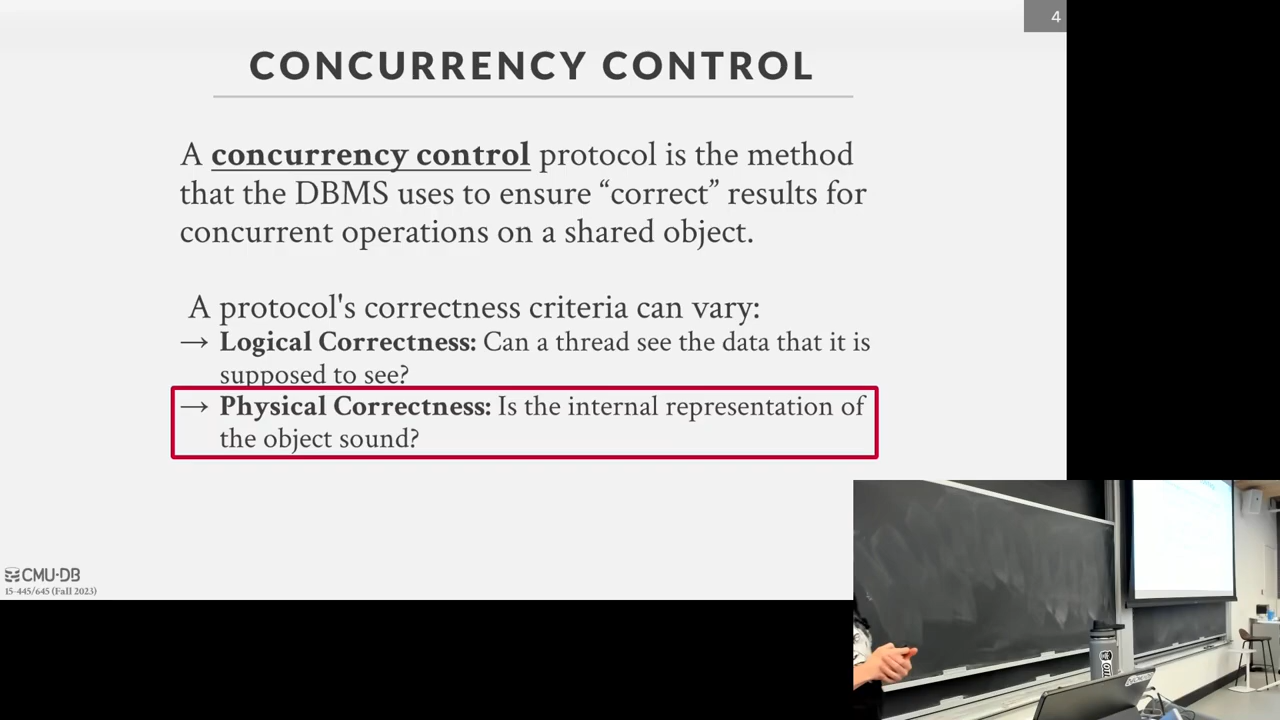 4
CONCURRENCY CONTROL
A concurrency control protocol is the method
that the DBMS uses to ensure “correct” results for
concurrent operations on a shared object.
A protocol's correctness criteria can vary:
→ Logical Correctness: Can a thread see the data that it is
supposed to see?
→ Physical Correctness: Is the internal representation of
the object sound?
CMU·DB
15-445/645 (Fall 2023)